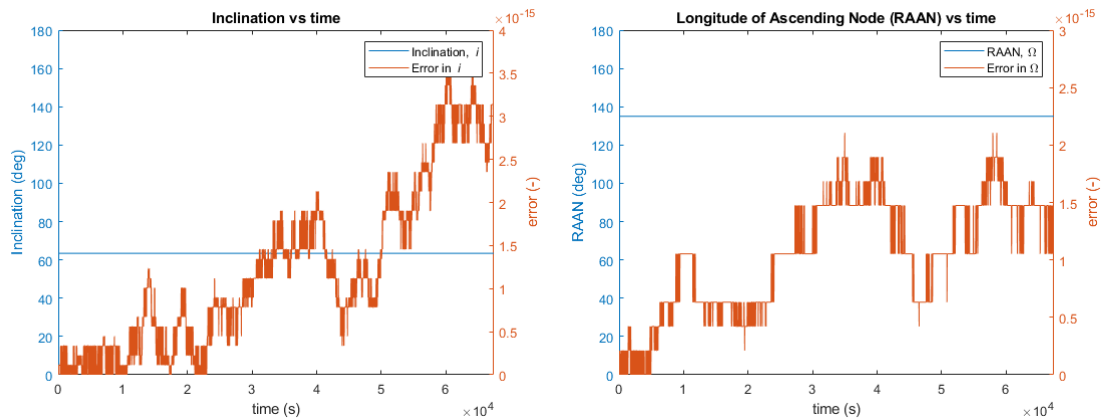 Inclination vs time
×10^-15
180
160
140
120
100
80
60
40
20
0
Inclination (deg)
4
3.5
3
2.5
2
1.5
1
0.5
0
error (-)
Inclination, i
Error in i
0 1 2 3 4 5 6
time (s)
×10^4
Longitude of Ascending Node (RAAN) vs time
×10^-15
180
160
140
120
100
80
60
40
20
0
RAAN (deg)
3
2.5
2
1.5
1
0.5
0
error (-)
RAAN, Ω
Error in Ω
0 1 2 3 4 5 6
time (s)
×10^4